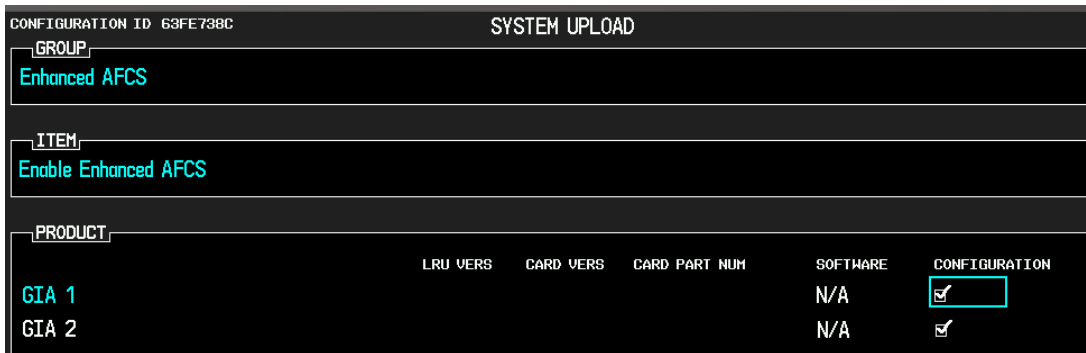 CONFIGURATION ID 63FE738C SYSTEM UPLOAD
GROUP
Enhanced AFCS
ITEM
Enable Enhanced AFCS
PRODUCT
LRU VERS CARD VERS CARD PART NUM SOFTWARE CONFIGURATION
GIA 1 N/A
GIA 2 N/A